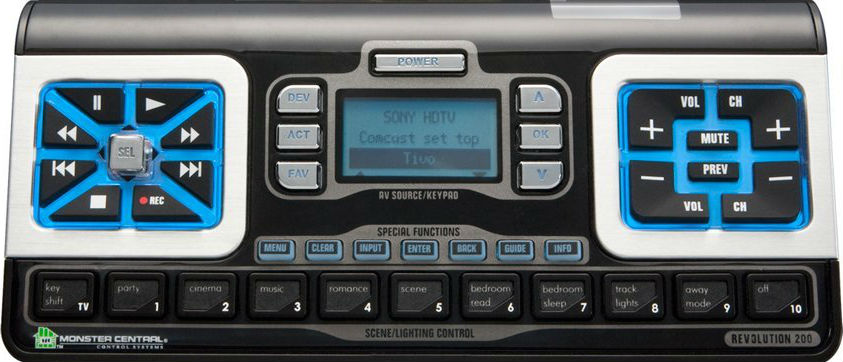 POWER
DEV
ACT
FAV
SONY HDTV
Comcast set top
Tivo
A
OK
V
AV SOURCE/KEYPAD
SEL
REC
VOL CH
MUTE
PREV
VOL CH
SPECIAL FUNCTIONS
MENU CLEAR INPUT ENTER BACK GUIDE INFO
key shift TV
party 1
cinema 2
music 3
romance 4
scene 5
bedroom read 6
bedroom sleep 7
track lights 8
away mode 9
off 10
MONSTER CENTRAL®
CONTROL SYSTEMS
TM
SCENE/LIGHTING CONTROL
REVOLUTION 200